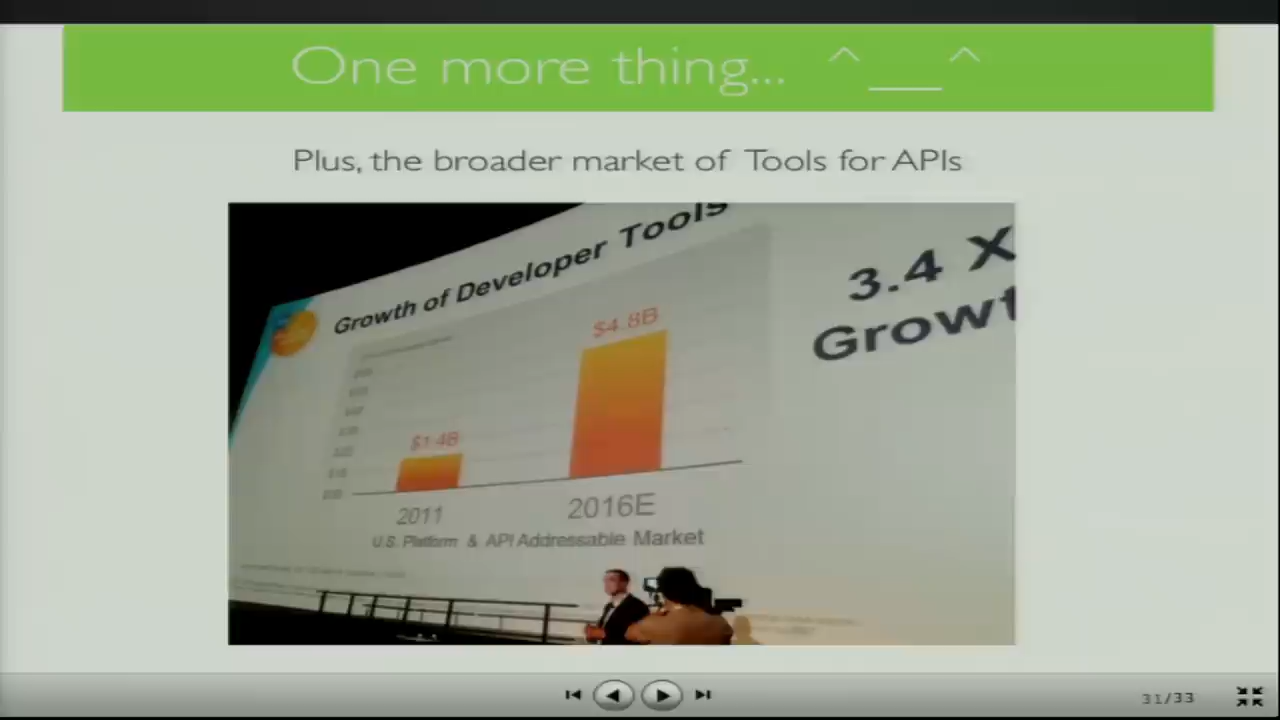 One more thing... ^__^
Plus, the broader market of Tools for APIs
Growth of Developer Tools
3.4 X
Growt
$4.8B
$1.4B
2011
2016E
U.S. Platform & API Addressable Market
31/33